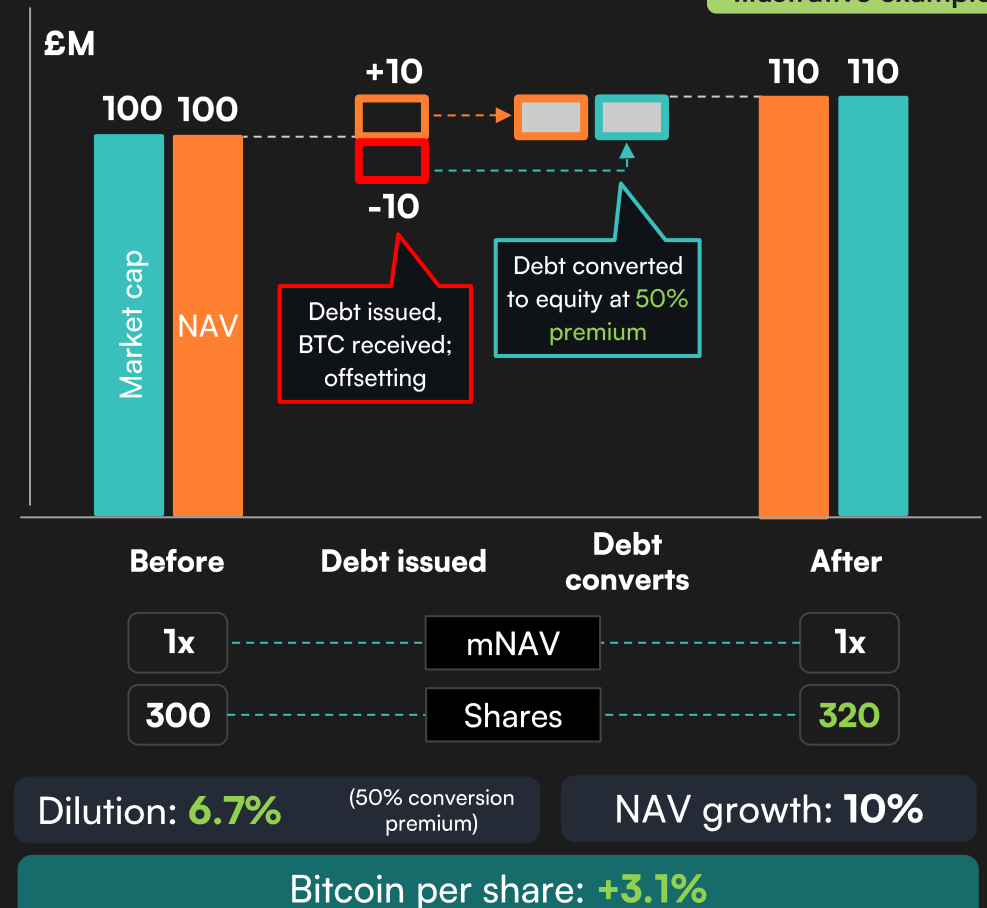 £M
+10
110 110
100 100
-10
Market cap
NAV
Debt issued,
BTC received;
offsetting
Debt converted
to equity at 50%
premium
Before
Debt issued
Debt
converts
After
1x
mNAV
1x
300
Shares
320
Dilution: 6.7%
(50% conversion
premium)
NAV growth: 10%
Bitcoin per share: +3.1%